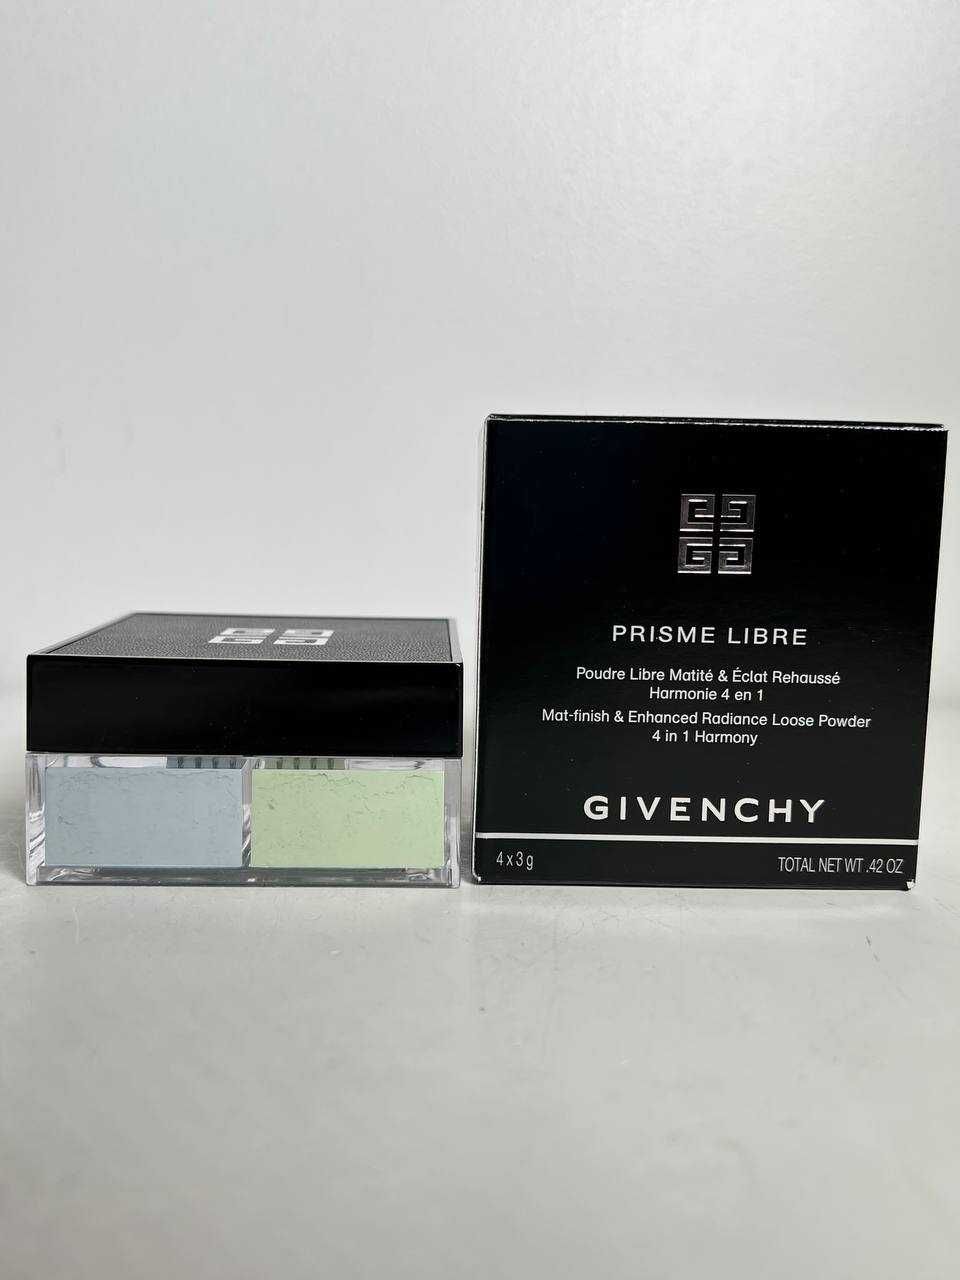 PRISME LIBRE
Poudre Libre Matité & Éclat Rehaussé
Harmonie 4 en 1
Mat-finish & Enhanced Radiance Loose Powder
4 in 1 Harmony
GIVENCHY
4 x 3 g
TOTAL NET WT .42 OZ